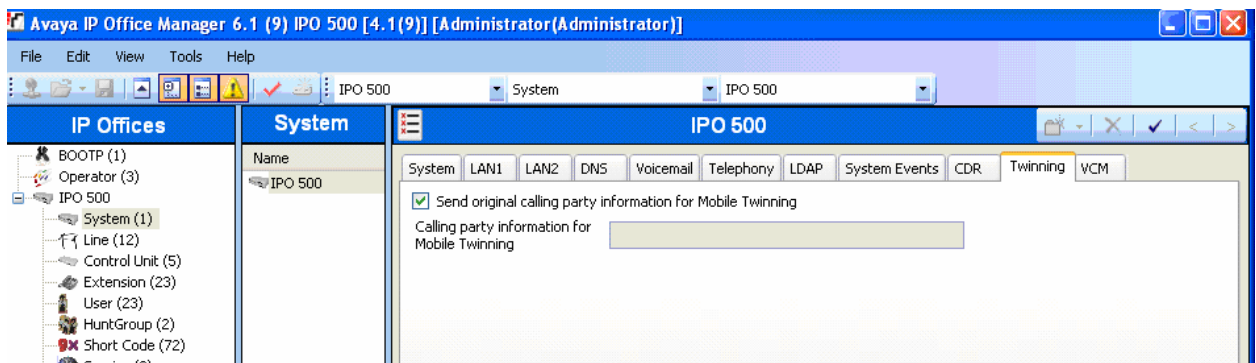 Avaya IP Office Manager 6.1 (9) IPO 500 [4.1(9)] [Administrator(Administrator)]
File Edit View Tools Help
IPO 500 System IPO 500
IP Offices System IPO 500
BOOTP (1)
Operator (3)
IPO 500
System (1)
Line (12)
Control Unit (5)
Extension (23)
User (23)
HuntGroup (2)
Short Code (72)
Name
IPO 500
System LAN1 LAN2 DNS Voicemail Telephony LDAP System Events CDR Twinning VCM
Send original calling party information for Mobile Twinning
Calling party information for
Mobile Twinning